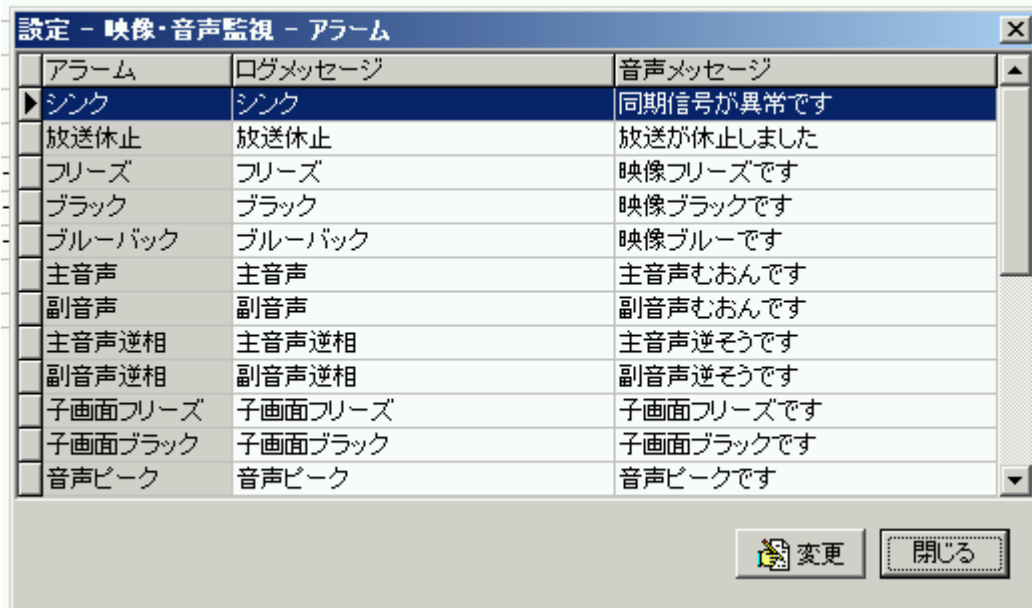 設定 － 映像・音声監視 － アラーム
アラーム ログメッセージ 音声メッセージ
シンク シンク 同期信号が異常です
放送休止 放送休止 放送が休止しました
フリーズ フリーズ 映像フリーズです
ブラック ブラック 映像ブラックです
ブルーバック ブルーバック 映像ブルーです
主音声 主音声 主音声むおんです
副音声 副音声 副音声むおんです
主音声逆相 主音声逆相 主音声逆そうです
副音声逆相 副音声逆相 副音声逆そうです
子画面フリーズ 子画面フリーズ 子画面フリーズです
子画面ブラック 子画面ブラック 子画面ブラックです
音声ピーク 音声ピーク 音声ピークです
変更 閉じる